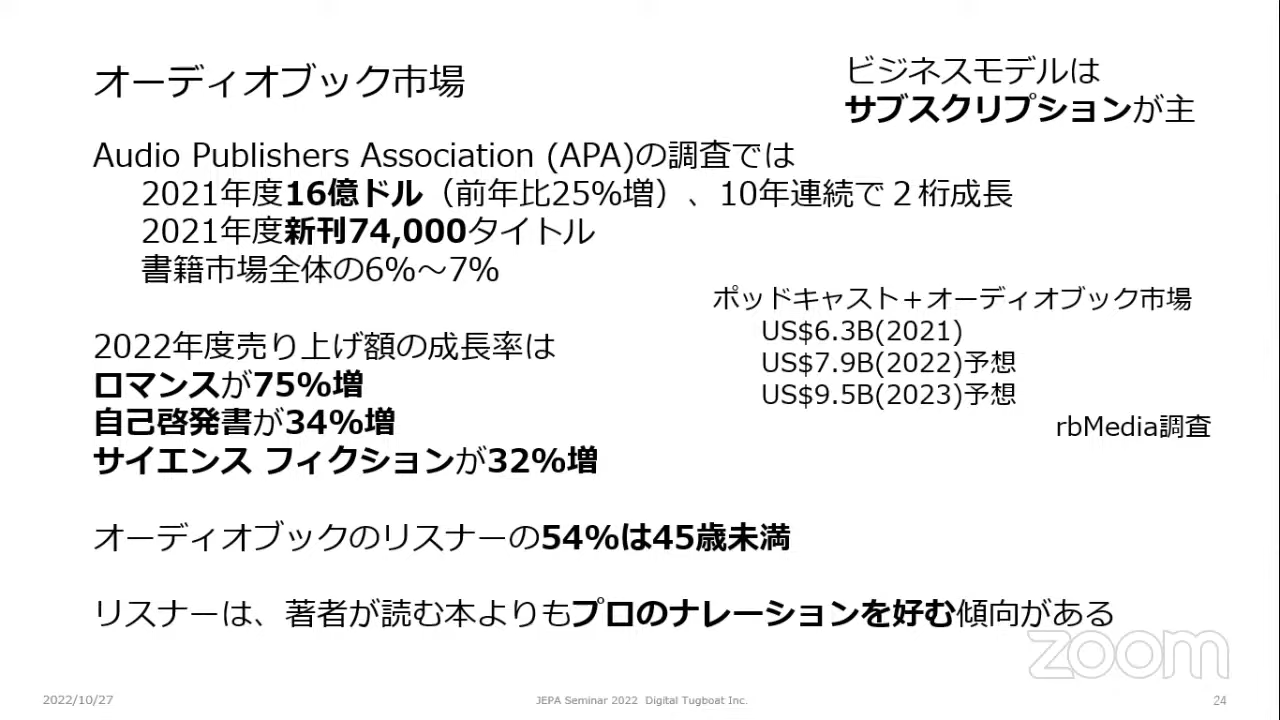 オーディオブック市場
ビジネスモデルは
サブスクリプションが主
Audio Publishers Association (APA)の調査では
2021年度16億ドル（前年比25%増）、10年連続で２桁成長
2021年度新刊74,000タイトル
書籍市場全体の6%～7%
ポッドキャスト＋オーディオブック市場
US$6.3B(2021)
US$7.9B(2022)予想
US$9.5B(2023)予想
rbMedia調査
2022年度売り上げ額の成長率は
ロマンスが75%増
自己啓発書が34%増
サイエンス フィクションが32%増
オーディオブックのリスナーの54%は45歳未満
リスナーは、著者が読む本よりもプロのナレーションを好む傾向がある
zoom
2022/10/27
JEPA Seminar 2022 Digital Tugboat Inc.
24